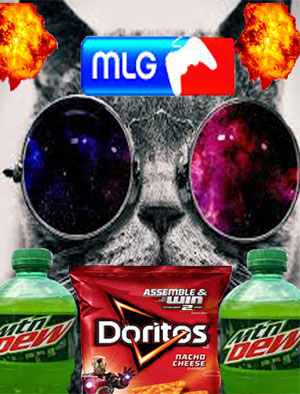 MLG
ASSEMBLE &
WIN
Doritos
NACHO
CHEESE
Mtn
DEW
Mtn
DEW